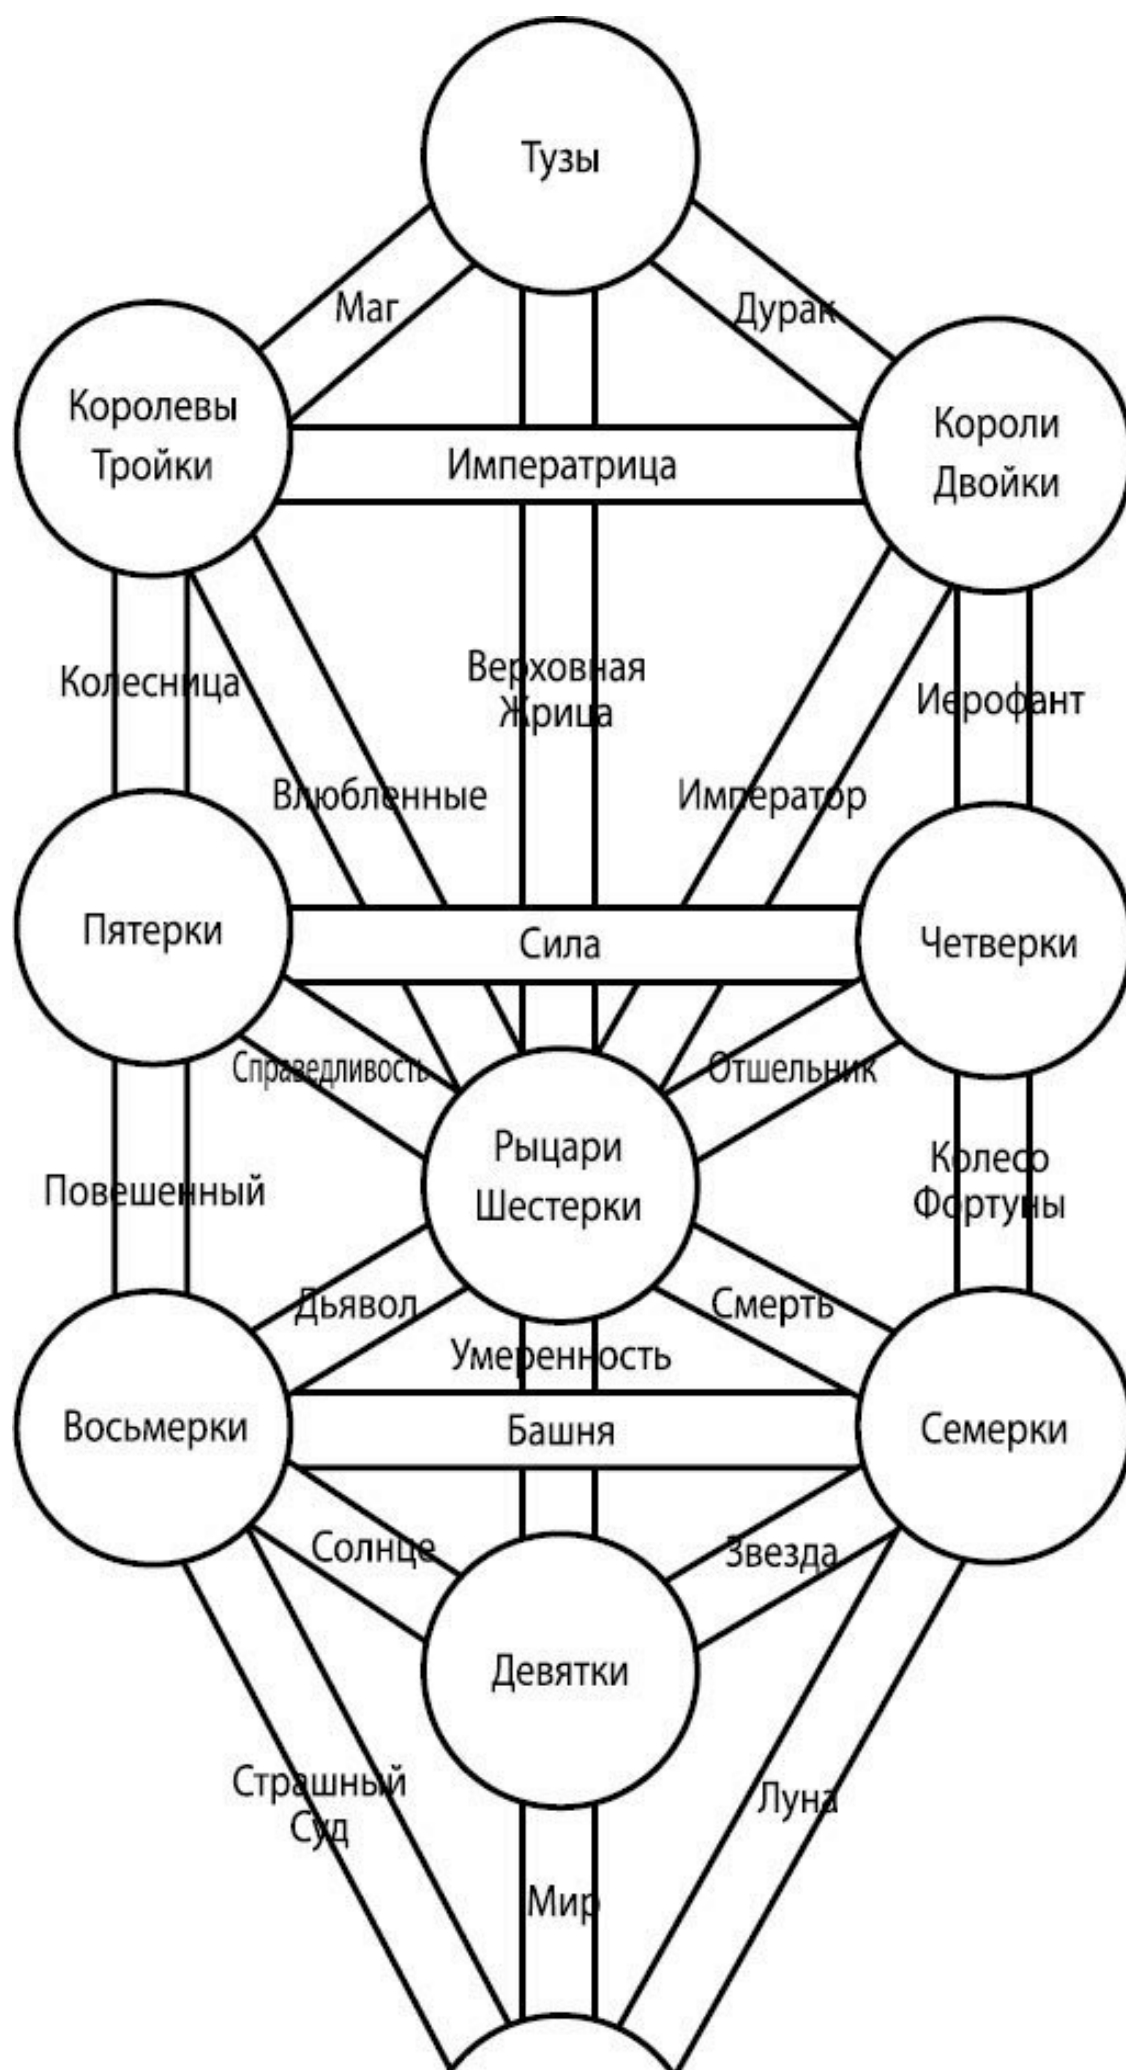 Тузы
Маг
Дурак
Королевы
Тройки
Короли
Двойки
Императрица
Колесница
Верховная
Жрица
Иерофант
Влюбленные
Император
Пятерки
Сила
Четверки
Справедливость
Отшельник
Рыцари
Шестерки
Повешенный
Колесо
Фортуны
Дьявол
Смерть
Умеренность
Восьмерки
Башня
Семерки
Солнце
Звезда
Девятки
Страшный
Суд
Луна
Мир